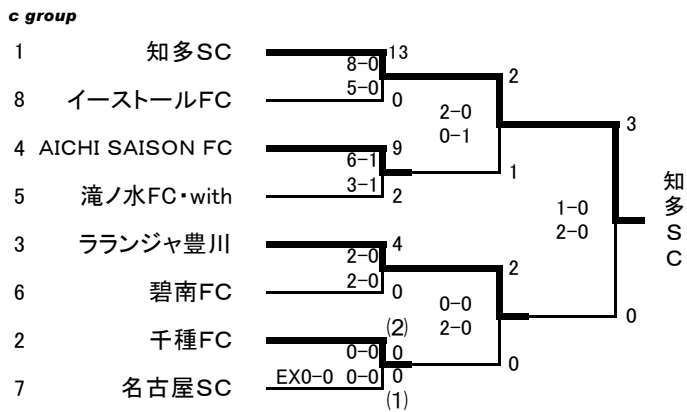 c group
1 知多SC 13
8-0
5-0
8 イーストールFC 0
2
2-0
0-1
4 AICHI SAISON FC 9
6-1
3-1
5 滝ノ水FC・with 2
1
3
1-0
2-0
知多SC
3 ラランジャ豊川 4
2-0
2-0
6 碧南FC 0
2
0-0
2-0
0
2 千種FC (2)
0-0 0
EX0-0 0-0 0
7 名古屋SC (1)
0